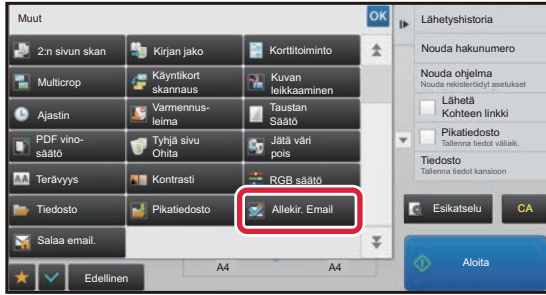 Muut
OK
2:n sivun skan
Kirjan jako
Korttitoiminto
Multicrop
Käyntikort
skannaus
Kuvan
leikkaaminen
Ajastin
Varmennus-
leima
Taustan
Säätö
PDF vino-
säätö
Tyhjä sivu
Ohita
Jätä väri
pois
AA
Terävyys
Kontrasti
RGB säätö
Tiedosto
Pikatiedosto
Allekir. Email
Salaa email.
Edellinen
A4
A4
Lähetyshistoria
Nouda hakunumero
Nouda ohjelma
Nouda rekisteröidyt asetukset
Lähetä
Kohteen linkki
Pikatiedosto
Tallenna tiedot väliaik.
Tiedosto
Tallenna tiedot kansioon
Esikatselu
CA
Aloita